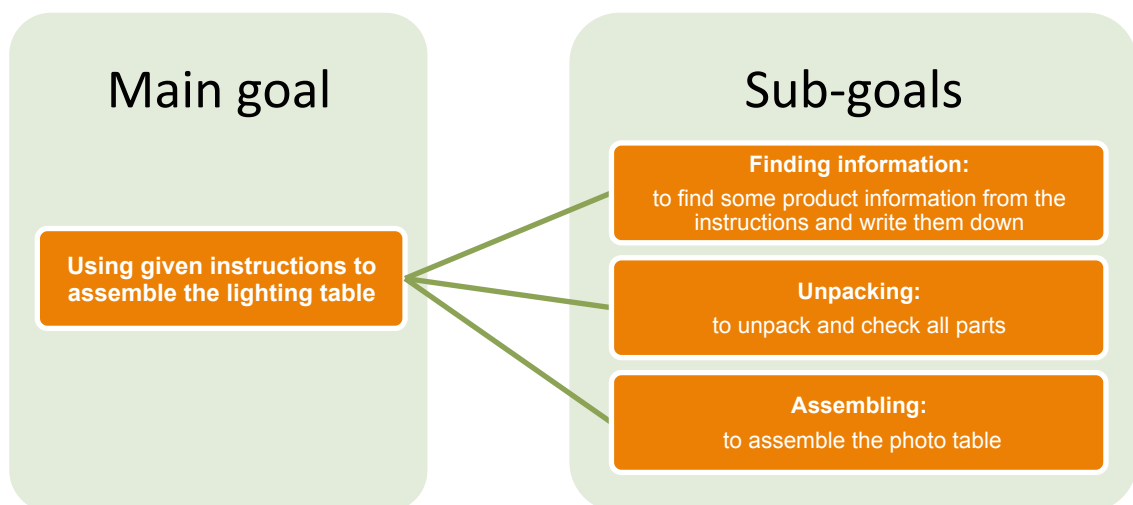 Main goal
Using given instructions to
assemble the lighting table
Sub-goals
Finding information:
to find some product information from the
instructions and write them down
Unpacking:
to unpack and check all parts
Assembling:
to assemble the photo table